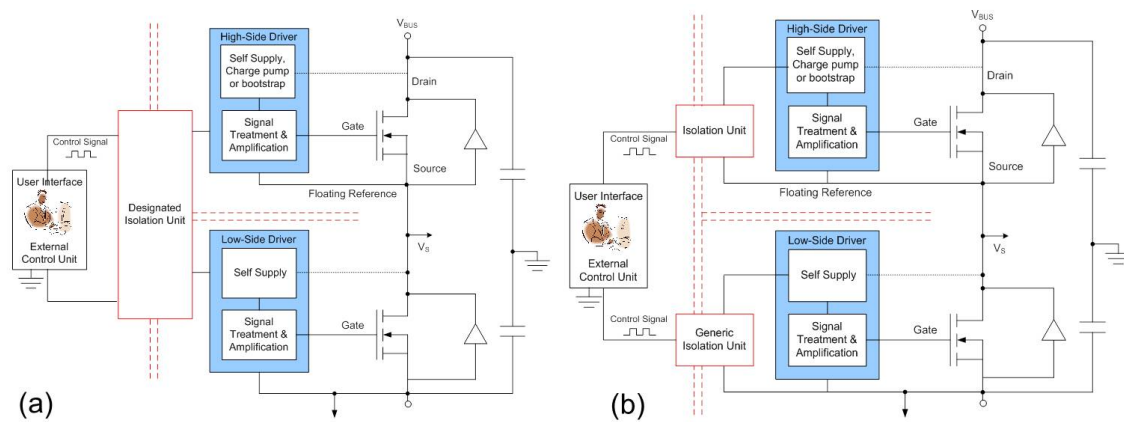 V_BUS
High-Side Driver
Self Supply,
Charge pump
or bootstrap
Drain
Control Signal
Signal
Treatment &
Amplification
Gate
Source
User Interface
Designated
Isolation Unit
Floating Reference
External
Control Unit
Low-Side Driver
V_S
Self Supply
Signal
Treatment &
Amplification
Gate
(a)
V_BUS
High-Side Driver
Self Supply,
Charge pump
or bootstrap
Drain
Isolation Unit
Signal
Treatment &
Amplification
Gate
Control Signal
Source
Floating Reference
User Interface
External
Control Unit
Low-Side Driver
V_S
Self Supply
Control Signal
Generic
Isolation Unit
Signal
Treatment &
Amplification
Gate
(b)